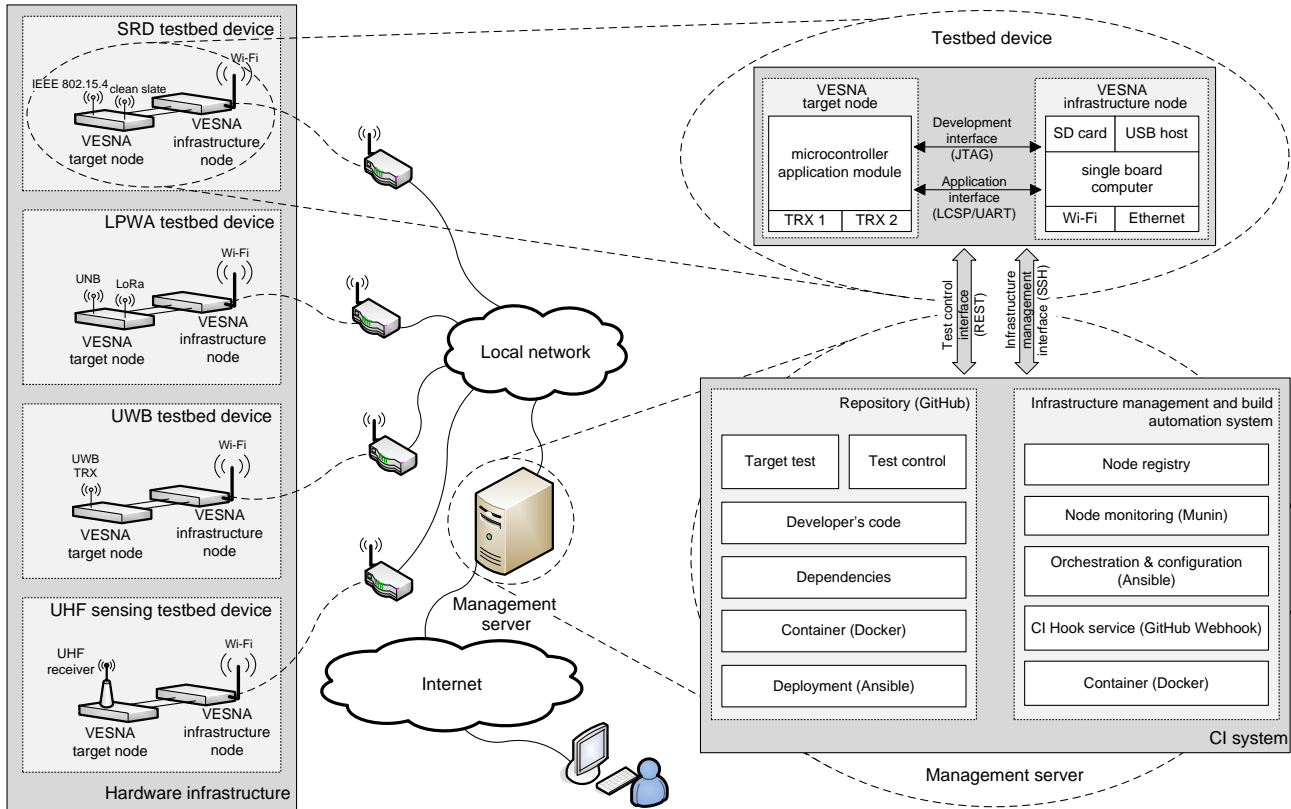 SRD testbed device
Wi-Fi
IEEE 802.15.4
clean slate
VESNA
target node
VESNA
infrastructure
node
LPWA testbed device
Wi-Fi
UNB
LoRa
VESNA
target node
VESNA
infrastructure
node
UWB testbed device
Wi-Fi
UWB
TRX
VESNA
target node
VESNA
infrastructure
node
UHF sensing testbed device
Wi-Fi
UHF
receiver
VESNA
target node
VESNA
infrastructure
node
Hardware infrastructure
Local network
Management
server
Internet
Testbed device
VESNA
target node
microcontroller
application module
TRX 1
TRX 2
Development
interface
(JTAG)
Application
interface
(LCSP/UART)
VESNA
infrastructure node
SD card
USB host
single board
computer
Wi-Fi
Ethernet
Test control
interface
(REST)
Infrastructure
management
interface (SSH)
Repository (GitHub)
Target test
Test control
Developer's code
Dependencies
Container (Docker)
Deployment (Ansible)
Infrastructure management and build
automation system
Node registry
Node monitoring (Munin)
Orchestration & configuration
(Ansible)
CI Hook service (GitHub Webhook)
Container (Docker)
CI system
Management server